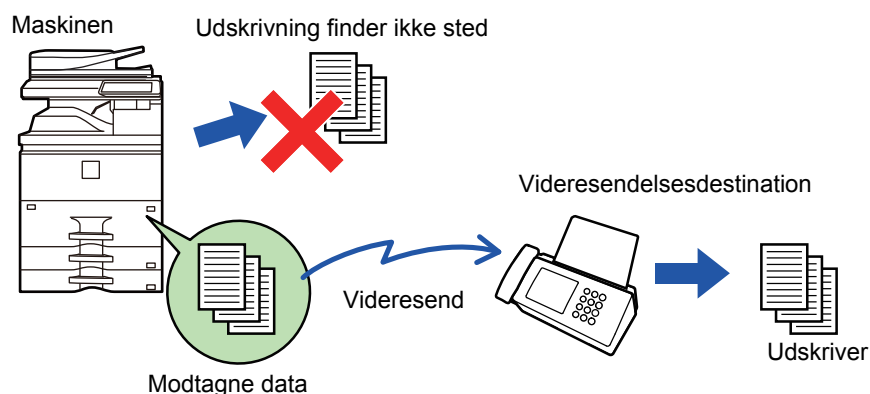 Maskinen
Udskrivning finder ikke sted
Videresendelsesdestination
Videresend
Udskriver
Modtagne data